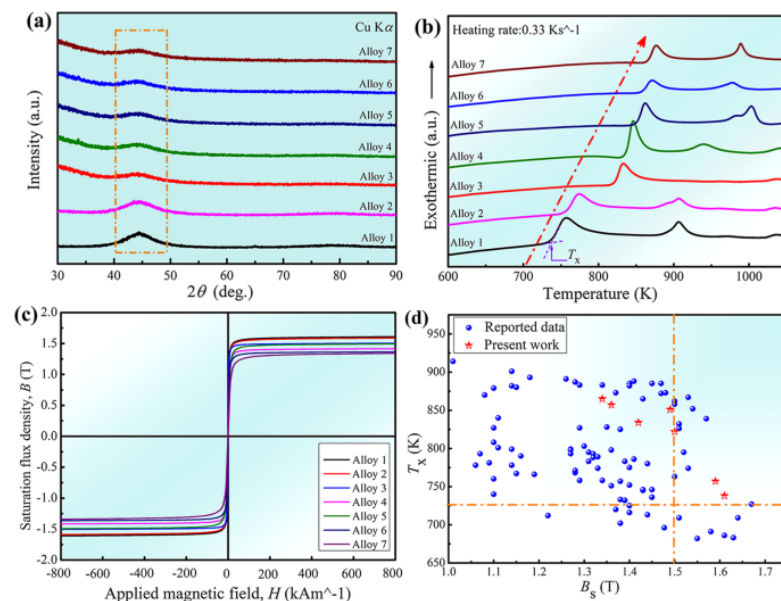 (a)
Cu Kα
Alloy 7
Alloy 6
Alloy 5
Alloy 4
Alloy 3
Alloy 2
Alloy 1
Intensity (a.u.)
30 40 50 60 70 80 90
2θ (deg.)
(b)
Heating rate:0.33 Ks^-1
Alloy 7
Alloy 6
Alloy 5
Alloy 4
Alloy 3
Alloy 2
Alloy 1
Tx
Exothermic (a.u.)
600 700 800 900 1000
Temperature (K)
(c)
2.0
1.5
1.0
0.5
0.0
-0.5
-1.0
-1.5
-2.0
Saturation flux density, B (T)
Alloy 1
Alloy 2
Alloy 3
Alloy 4
Alloy 5
Alloy 6
Alloy 7
-800 -400 0 400 800
Applied magnetic field, H (kAm^-1)
(d)
Reported data
Present work
975
900
850
800
750
700
650
Tx (K)
1.0 1.1 1.2 1.3 1.4 1.5 1.6 1.7
Bs (T)